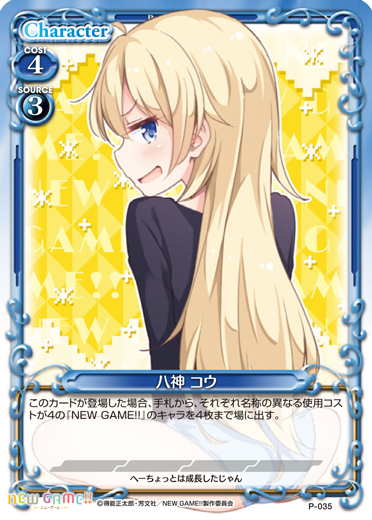 Character
COST
4
SOURCE
3
八神 コウ
このカードが登場した場合、手札から、それぞれ名称の異なる使用コス
トが4の『NEW GAME!!』のキャラを4枚まで場に出す。
へーちょっとは成長したじゃん
NEW GAME!!
©得能正太郎・芳文社／NEW GAME!!製作委員会
P-035